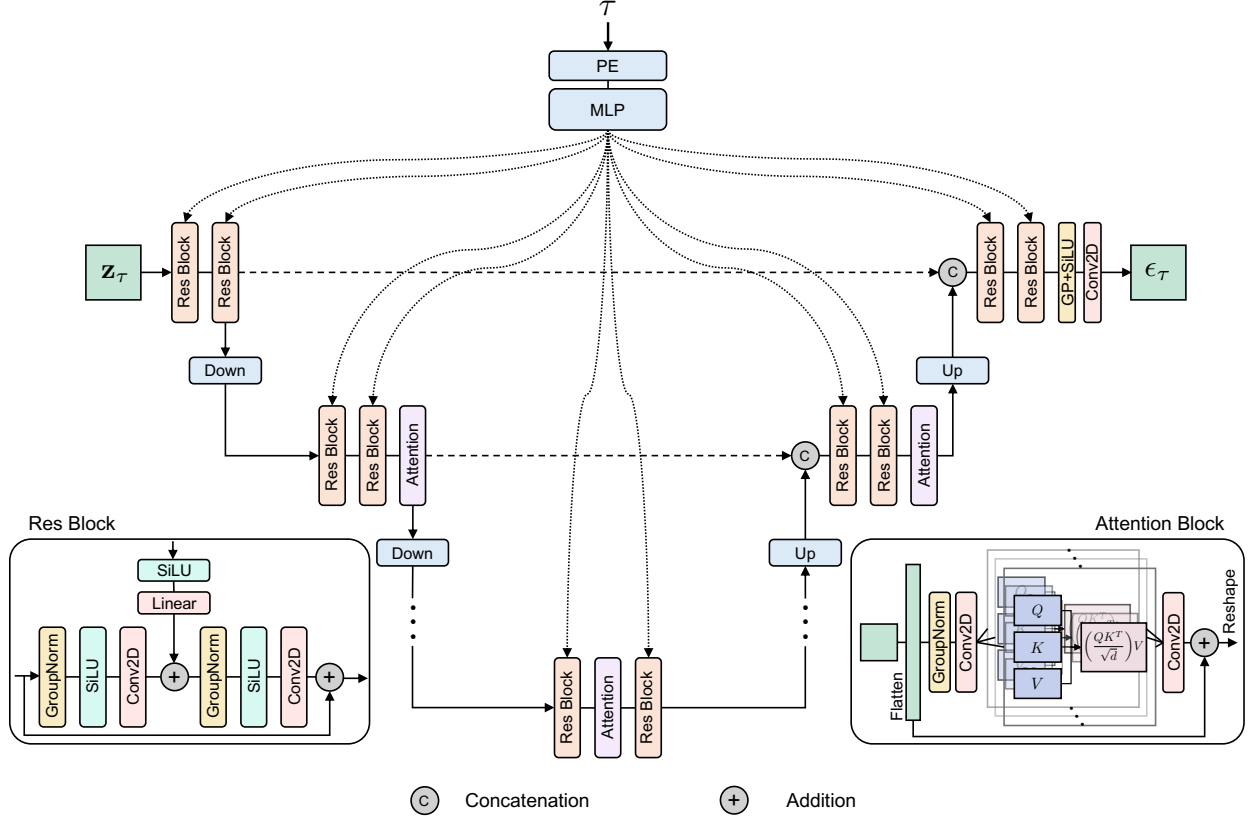 τ
PE
MLP
z_τ
Res Block
Res Block
C
Res Block
Res Block
GP+SiLU
Conv2D
ϵ_τ
Down
Up
Res Block
Res Block
Attention
C
Res Block
Res Block
Attention
Down
Up
Res Block
Attention
Res Block
Res Block
SiLU
Linear
GroupNorm
SiLU
Conv2D
+
GroupNorm
SiLU
Conv2D
+
Attention Block
Flatten
GroupNorm
Conv2D
Q
K
V
(QK^T/√d)V
Conv2D
+
Reshape
C Concatenation
+ Addition